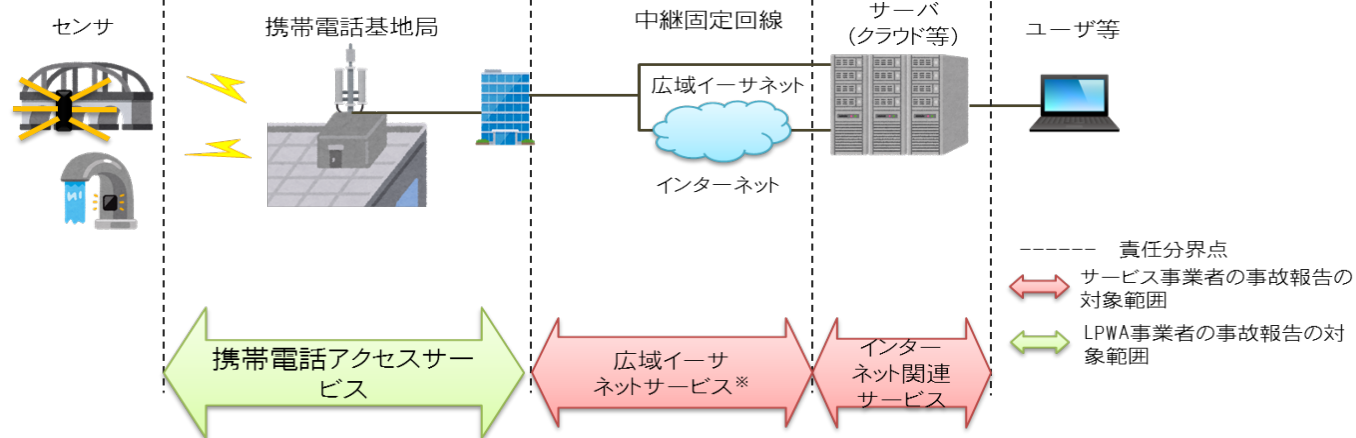 センサ
携帯電話基地局
中継固定回線
サーバ
(クラウド等)
ユーザ等
広域イーサネット
インターネット
------ 責任分界点
サービス事業者の事故報告の
対象範囲
LPWA事業者の事故報告の対
象範囲
携帯電話アクセスサー
ビス
広域イーサ
ネットサービス※
インター
ネット関連
サービス